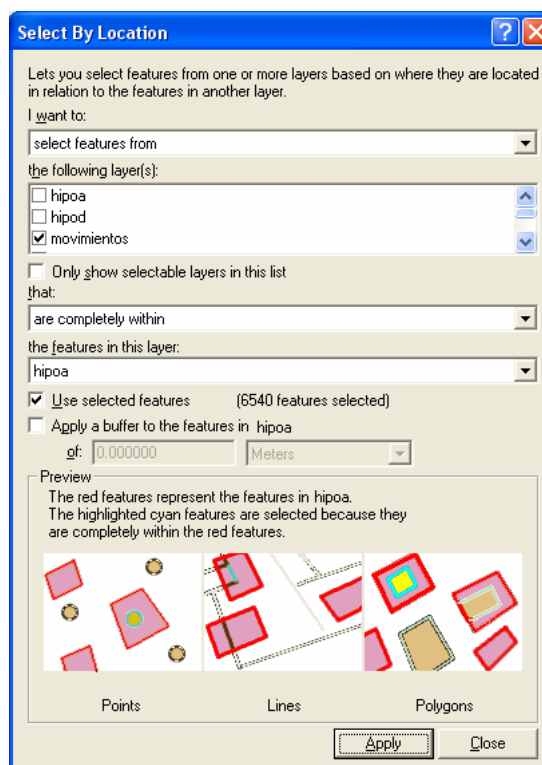 Select By Location
Lets you select features from one or more layers based on where they are located
in relation to the features in another layer.
I want to:
select features from
the following layer(s):
hipoa
hipod
movimientos
Only show selectable layers in this list
that:
are completely within
the features in this layer:
hipoa
Use selected features (6540 features selected)
Apply a buffer to the features in hipoa
of: 0.000000 Meters
Preview
The red features represent the features in hipoa.
The highlighted cyan features are selected because they
are completely within the red features.
Points Lines Polygons
Apply Close